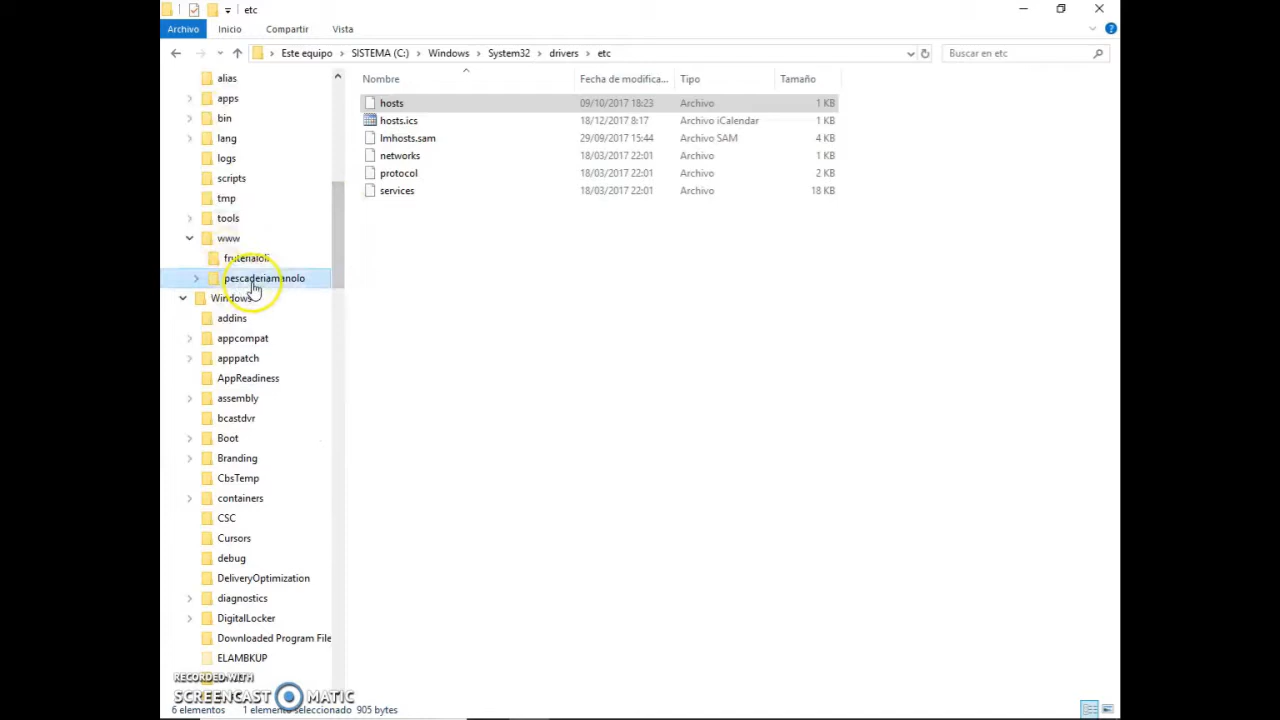 etc
Archivo Inicio Compartir Vista
Este equipo SISTEMA (C:) Windows System32 drivers etc Buscar en etc
Nombre Fecha de modifica... Tipo Tamaño
hosts 09/10/2017 18:23 Archivo 1 KB
hosts.ics 18/12/2017 8:17 Archivo iCalendar 1 KB
lmhosts.sam 29/09/2017 15:44 Archivo SAM 4 KB
networks 18/03/2017 22:01 Archivo 1 KB
protocol 18/03/2017 22:01 Archivo 2 KB
services 18/03/2017 22:01 Archivo 18 KB
alias
apps
bin
lang
logs
scripts
tmp
tools
www
fruterialoli
pescaderiamanolo
Windows
addins
appcompat
apppatch
AppReadiness
assembly
bcastdvr
Boot
Branding
CbsTemp
containers
CSC
Cursors
debug
DeliveryOptimization
diagnostics
DigitalLocker
Downloaded Program File
ELAMBKUP
RECORDED WITH
SCREENCAST MATIC
6 elementos 1 elemento seleccionado 905 bytes